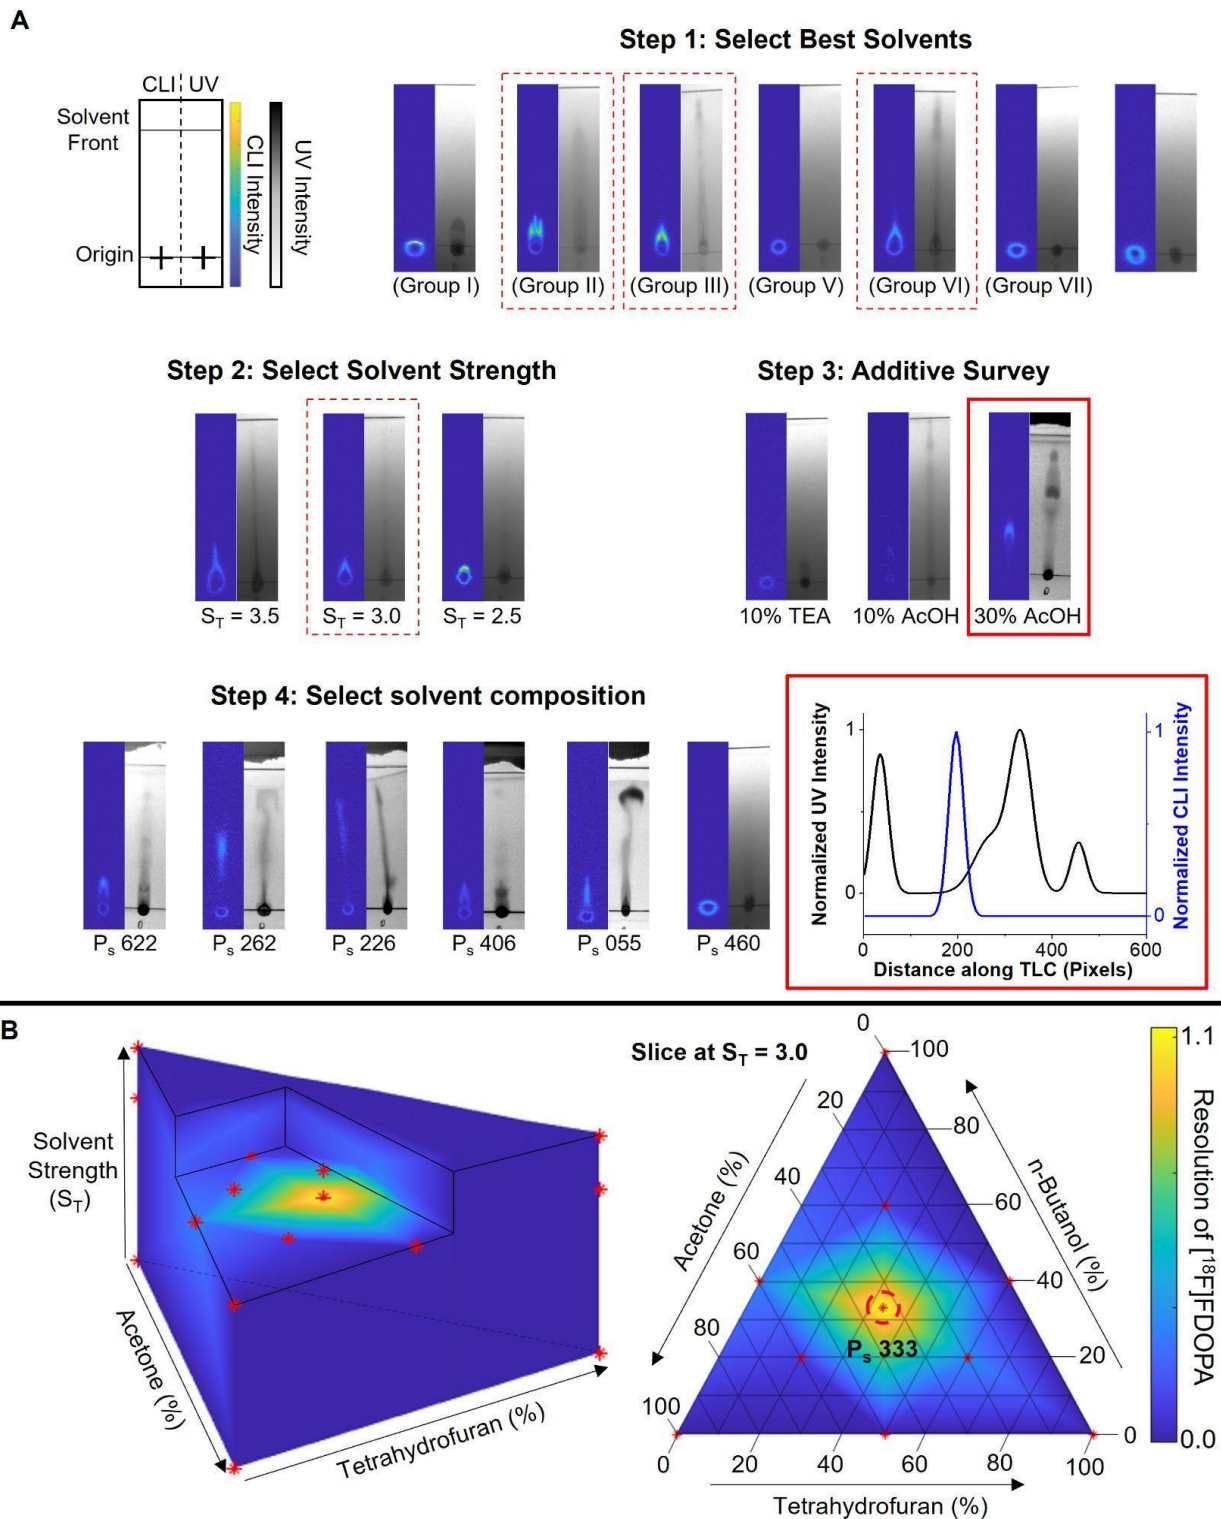 A
Step 1: Select Best Solvents
CLI UV
Solvent
Front
Origin
CLI Intensity
UV Intensity
(Group I) (Group II) (Group III) (Group V) (Group VI) (Group VII)
Step 2: Select Solvent Strength
S_T = 3.5 S_T = 3.0 S_T = 2.5
Step 3: Additive Survey
10% TEA 10% AcOH 30% AcOH
Step 4: Select solvent composition
P_s 622 P_s 262 P_s 226 P_s 406 P_s 055 P_s 460
Normalized UV Intensity
1
0
Normalized CLI Intensity
1
0
0 200 400 600
Distance along TLC (Pixels)
B
Solvent
Strength
(S_T)
Acetone (%)
Tetrahydrofuran (%)
Slice at S_T = 3.0
Acetone (%)
0
20
40
60
80
100
n-Butanol (%)
100
80
60
40
20
0
P_s 333
0 20 40 60 80 100
Tetrahydrofuran (%)
1.1
Resolution of [18F]FDOPA
0.0